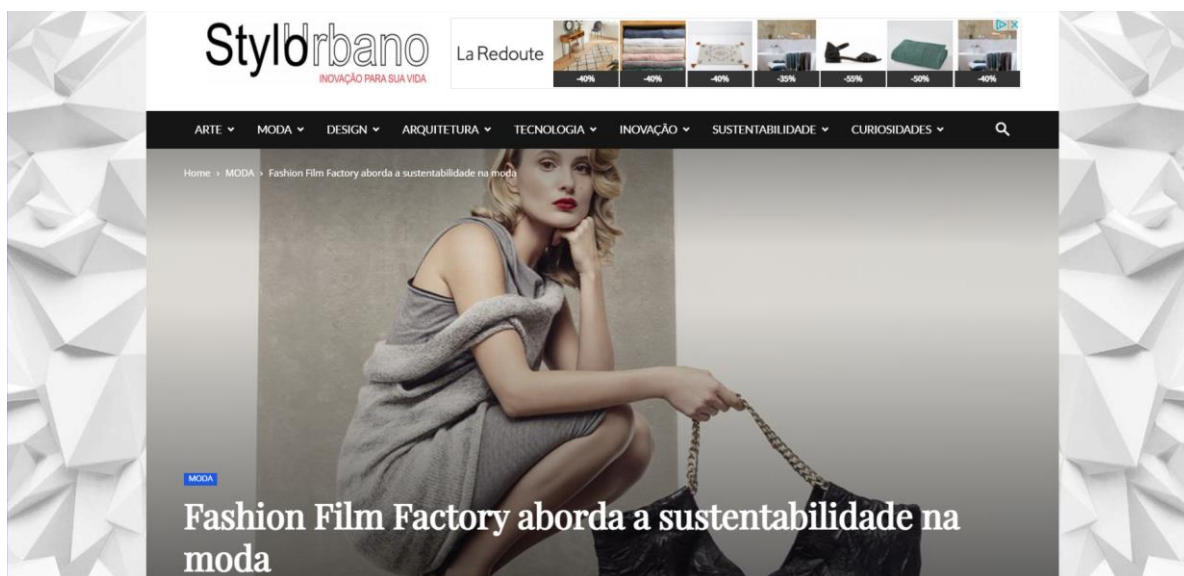 StyloUrbano
INOVAÇÃO PARA SUA VIDA
La Redoute
-40% -40% -40% -35% -55% -50% -40%
ARTE MODA DESIGN ARQUITETURA TECNOLOGIA INOVAÇÃO SUSTENTABILIDADE CURIOSIDADES
Home › MODA › Fashion Film Factory aborda a sustentabilidade na moda
MODA
Fashion Film Factory aborda a sustentabilidade na
moda